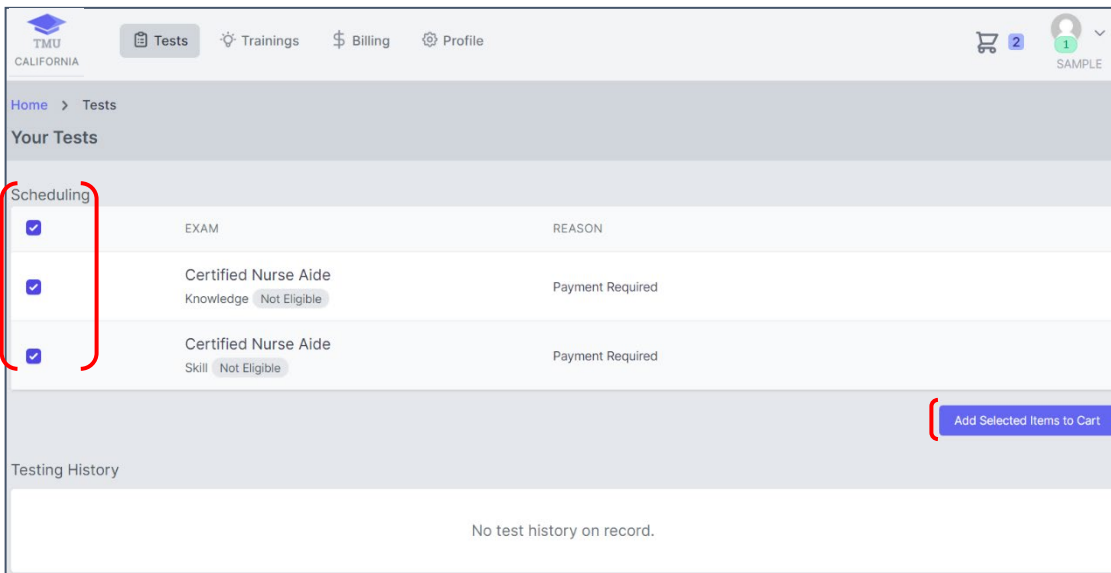 TMU
CALIFORNIA
Tests
Trainings
Billing
Profile
2
1
SAMPLE
Home > Tests
Your Tests
Scheduling
EXAM
REASON
Certified Nurse Aide
Knowledge Not Eligible
Payment Required
Certified Nurse Aide
Skill Not Eligible
Payment Required
Add Selected Items to Cart
Testing History
No test history on record.